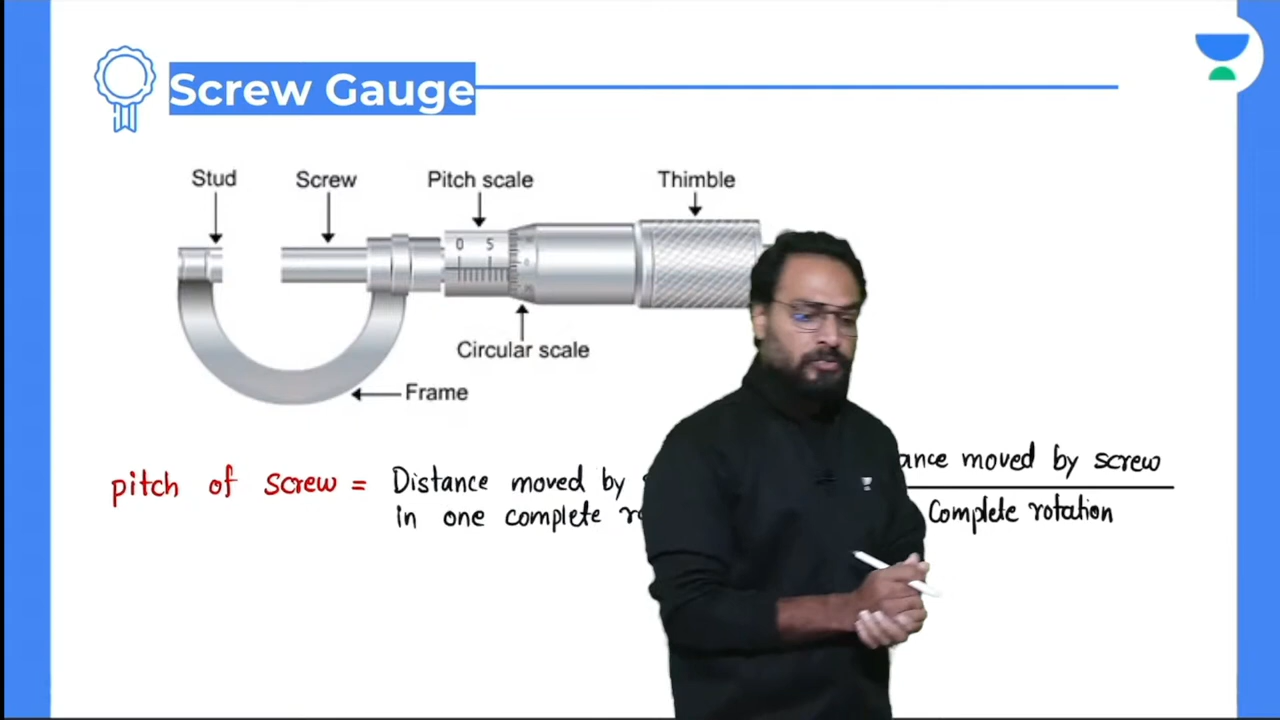 Screw Gauge
Stud
Screw
Pitch scale
Thimble
0 5
0
Circular scale
Frame
pitch of screw = Distance moved by
in one complete
moved by screw
Complete rotation